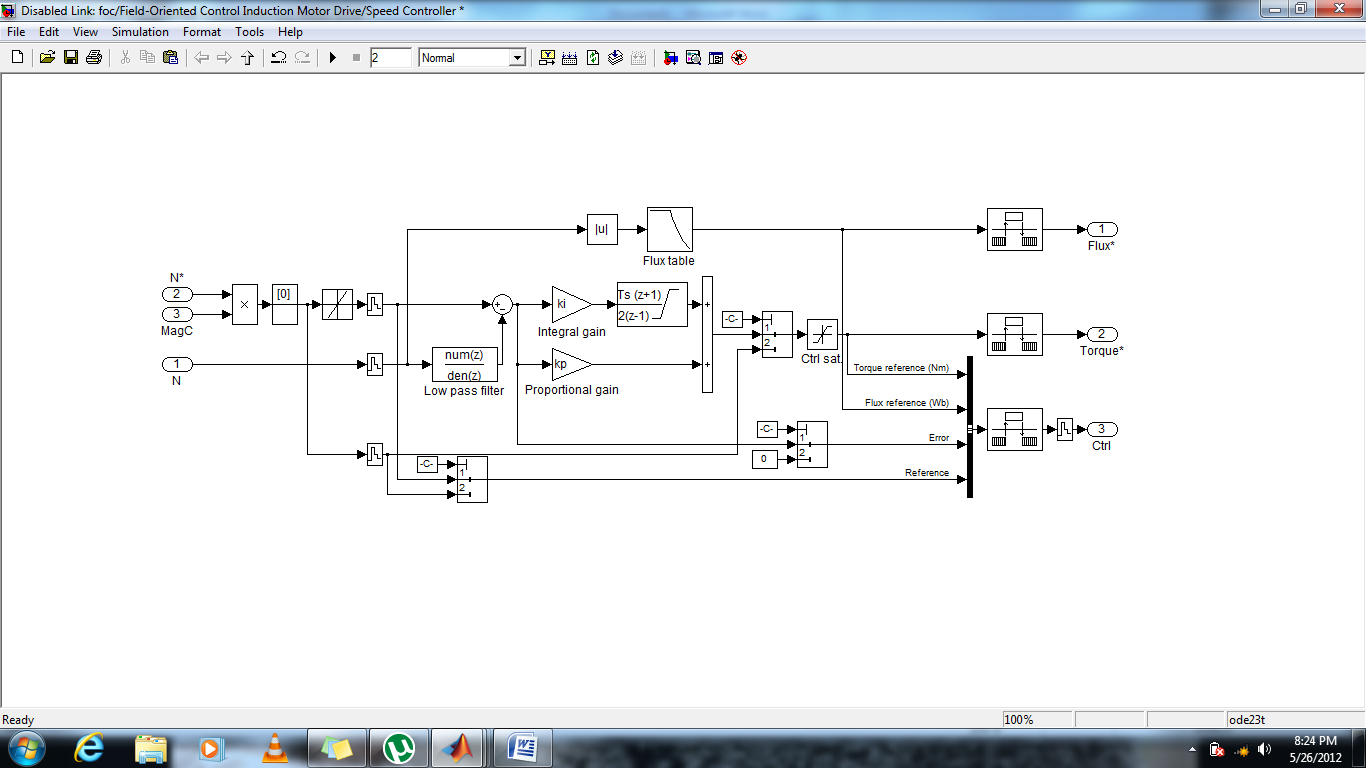 Disabled Link: foc/Field-Oriented Control Induction Motor Drive/Speed Controller *
File Edit View Simulation Format Tools Help
2 Normal
|u|
Flux table
1
Flux*
N*
2
3
MagC
×
[0]
ki
Integral gain
Ts (z+1)
2(z-1)
+
-
+
-C-
1
2
Ctrl sat.
2
Torque*
1
N
num(z)
den(z)
Low pass filter
kp
Proportional gain
+
Torque reference (Nm)
Flux reference (Wb)
-C-
1
2
0
Error
3
Ctrl
-C-
1
2
Reference
Ready 100% ode23t
8:24 PM
5/26/2012